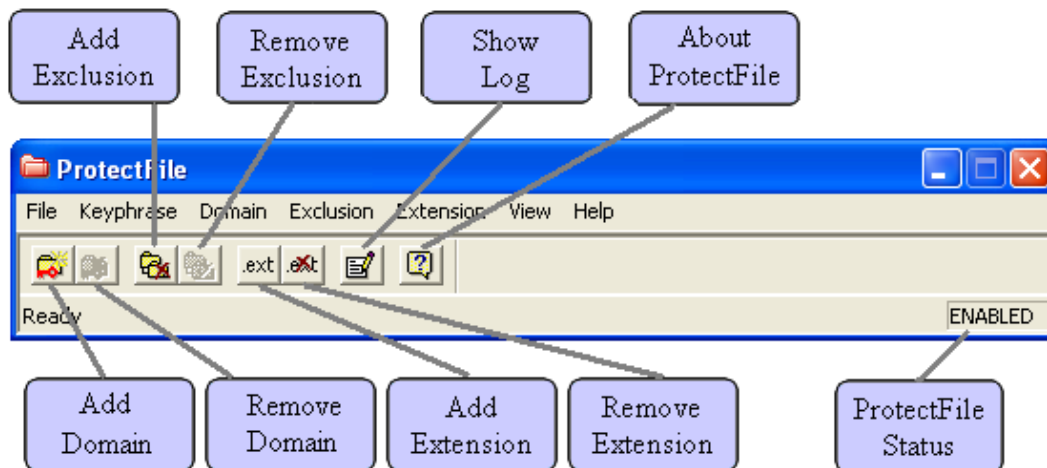 Add
Exclusion
Remove
Exclusion
Show
Log
About
ProtectFile
ProtectFile
File Keyphrase Domain Exclusion Extension View Help
.ext .ext
Ready ENABLED
Add
Domain
Remove
Domain
Add
Extension
Remove
Extension
ProtectFile
Status